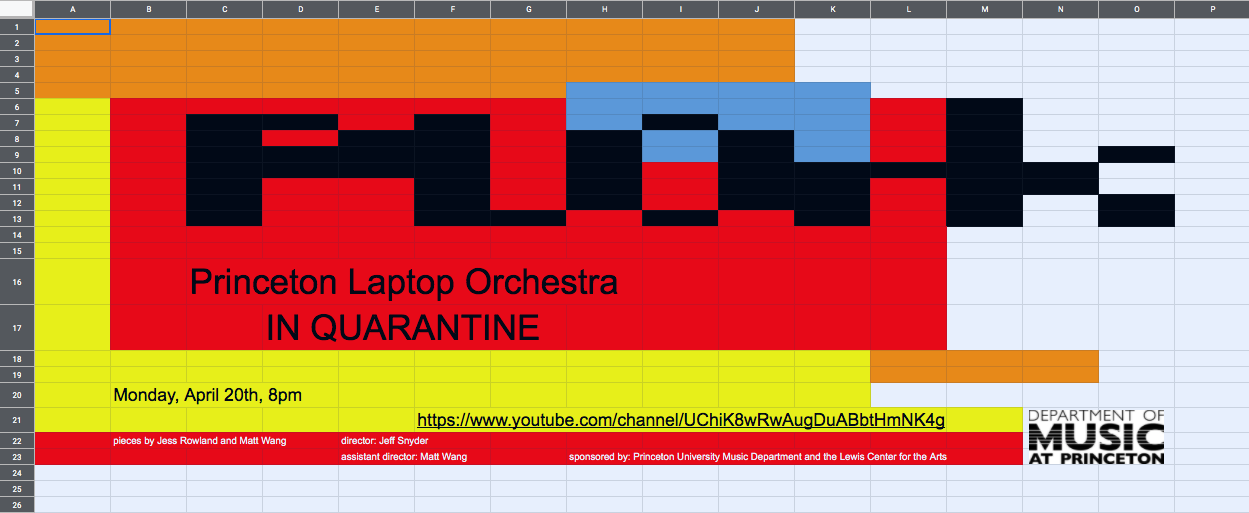 A B C D E F G H I J K L M N O P
1
2
3
4
5
6
7
8
9
10 PLOrk
11
12
13
14
15
16 Princeton Laptop Orchestra
17 IN QUARANTINE
18
19
20 Monday, April 20th, 8pm
21 https://www.youtube.com/channel/UChiK8wRwAugDuABbtHmNK4g
22 pieces by Jess Rowland and Matt Wang director: Jeff Snyder
23 assistant director: Matt Wang sponsored by: Princeton University Music Department and the Lewis Center for the Arts
DEPARTMENT OF
MUSIC
AT PRINCETON
24
25
26